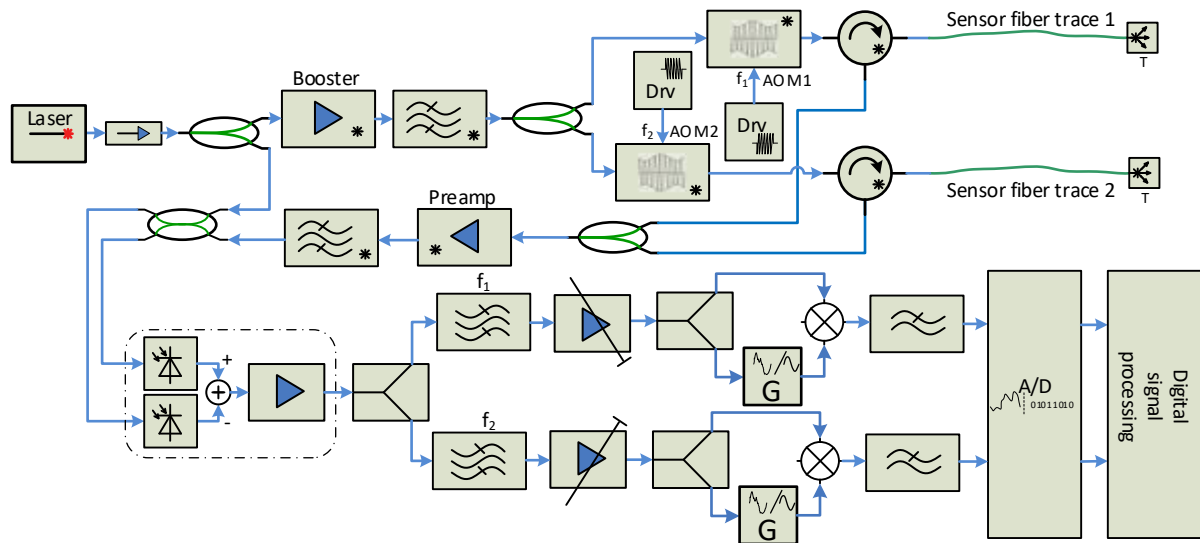 Sensor fiber trace 1
T
f₁ AOM1
Booster
Drv
Laser
f₂ AOM2
Drv
Sensor fiber trace 2
T
Preamp
f₁
G
+
-
A/D
01011010
Digital
signal
processing
f₂
G